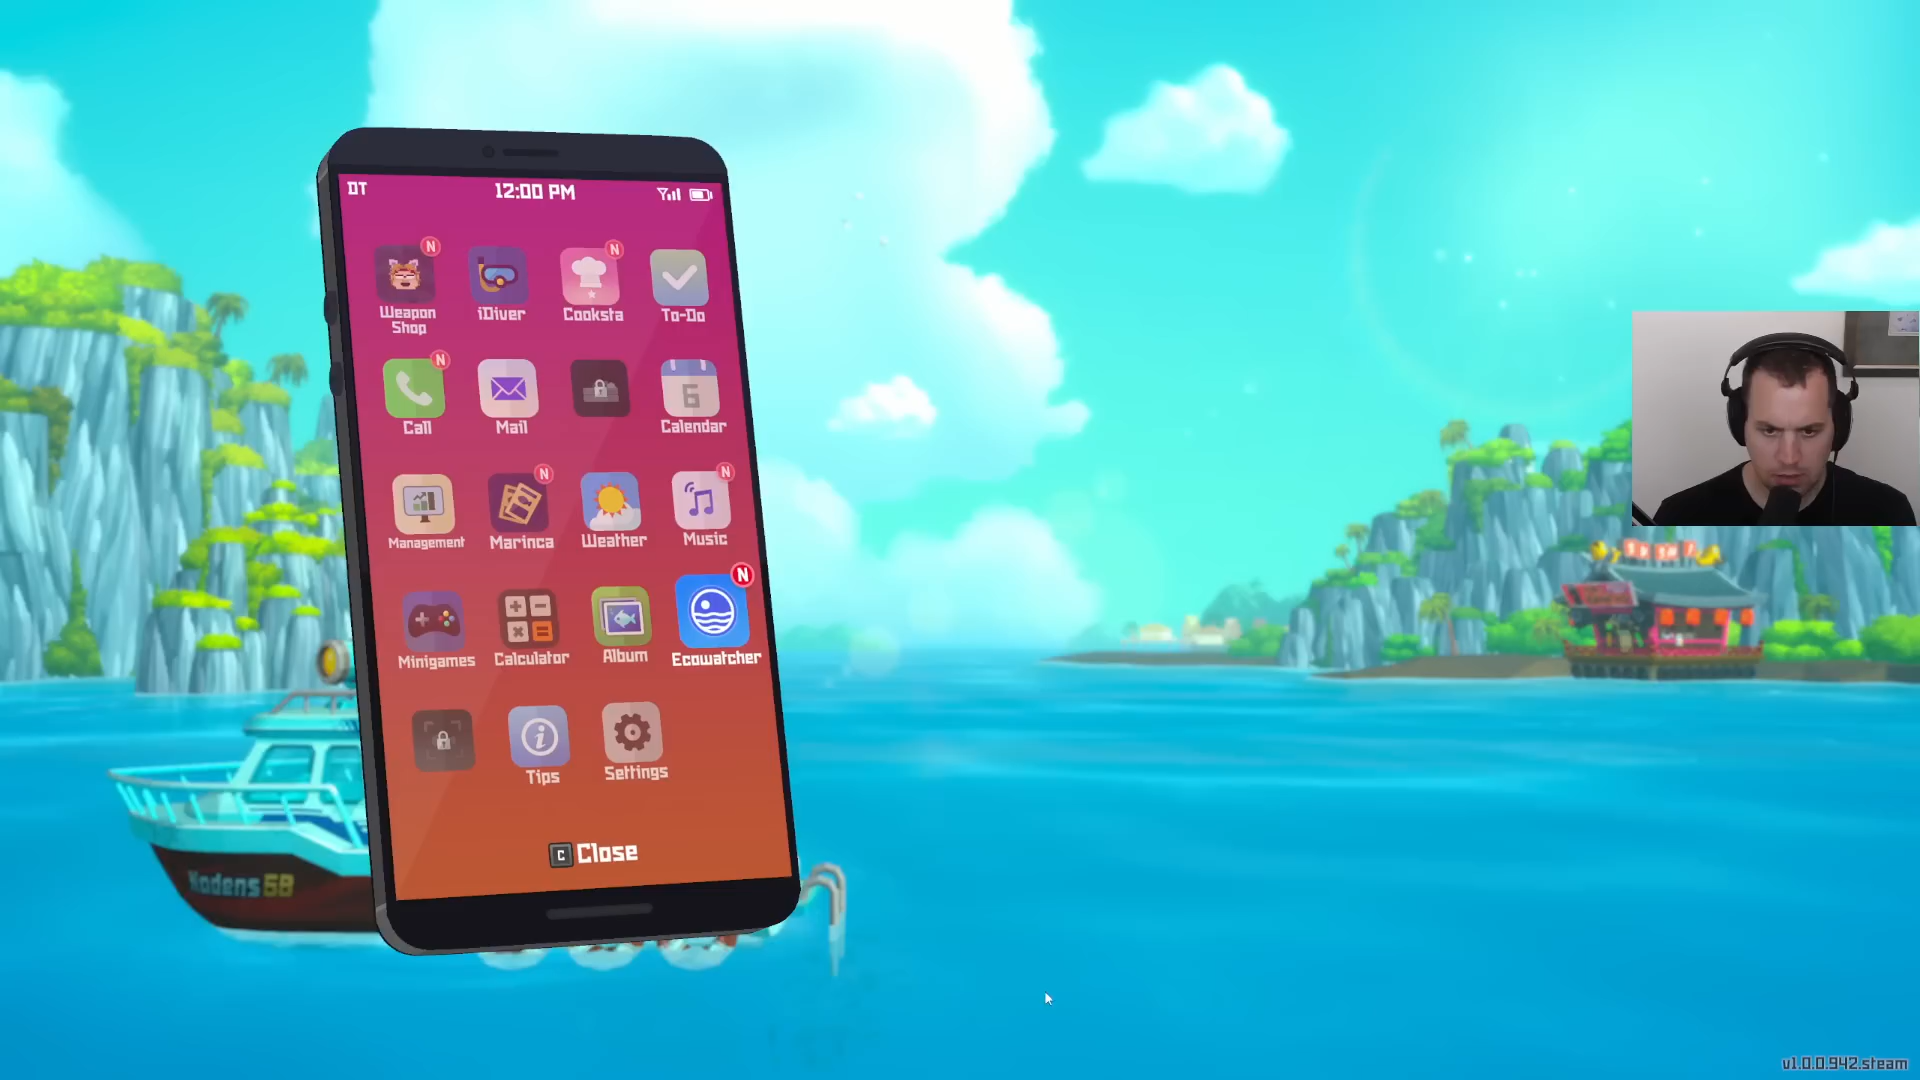 DT
12:00 PM
N
N
Weapon
Shop
iDiver
Cooksta
To-Do
N
6
Call
Mail
Calendar
N
N
Management
Marinca
Weather
Music
N
Minigames
Calculator
Album
Ecowatcher
Tips
Settings
C Close
Kodens 58
SUSHI
v1.0.0.942.steam